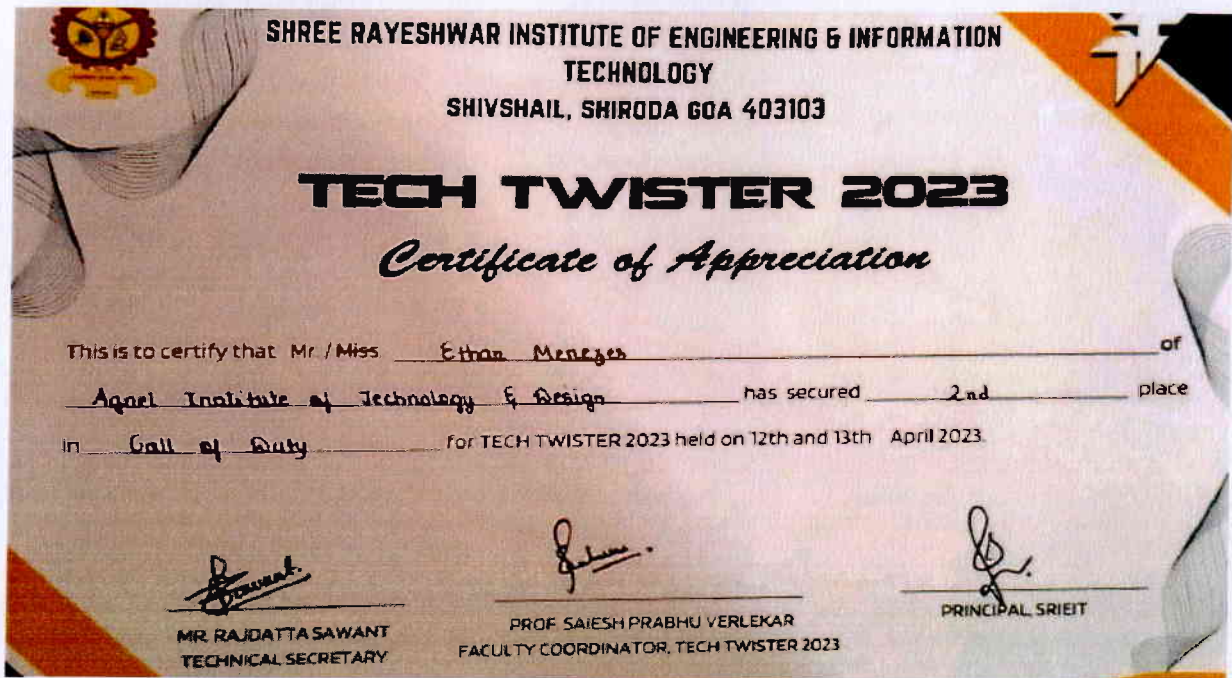 SHREE RAYESHWAR INSTITUTE OF ENGINEERING & INFORMATION
TECHNOLOGY
SHIVSHAIL, SHIRODA GOA 403103
TECH TWISTER 2023
Certificate of Appreciation
This is to certify that Mr / Miss Ethan Menezes of
Agnel Institute of Technology & Design has secured 2nd place
in Call of Duty for TECH TWISTER 2023 held on 12th and 13th April 2023.
MR. RAJDATTA SAWANT
TECHNICAL SECRETARY
PROF SAIESH PRABHU VERLEKAR
FACULTY COORDINATOR, TECH TWISTER 2023
PRINCIPAL, SRIEIT